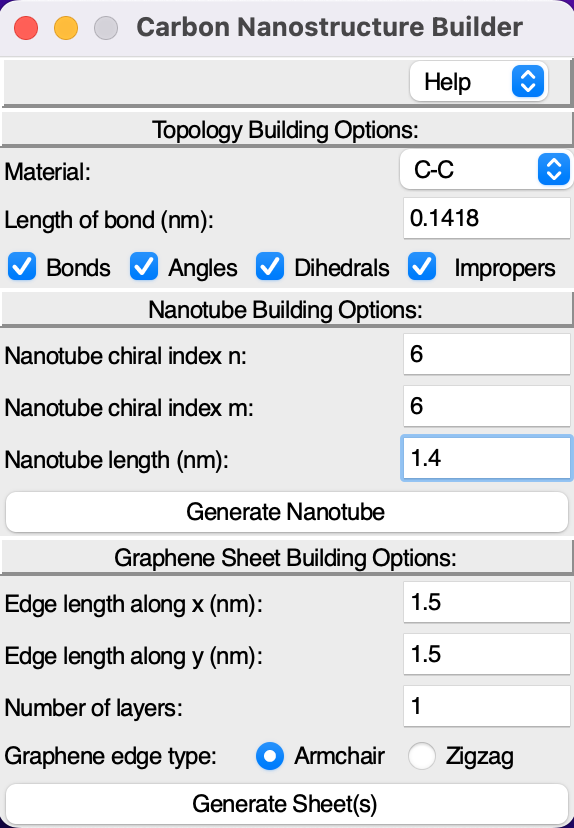 Carbon Nanostructure Builder
Help
Topology Building Options:
Material: C-C
Length of bond (nm): 0.1418
Bonds Angles Dihedrals Impropers
Nanotube Building Options:
Nanotube chiral index n: 6
Nanotube chiral index m: 6
Nanotube length (nm): 1.4
Generate Nanotube
Graphene Sheet Building Options:
Edge length along x (nm): 1.5
Edge length along y (nm): 1.5
Number of layers: 1
Graphene edge type: Armchair Zigzag
Generate Sheet(s)